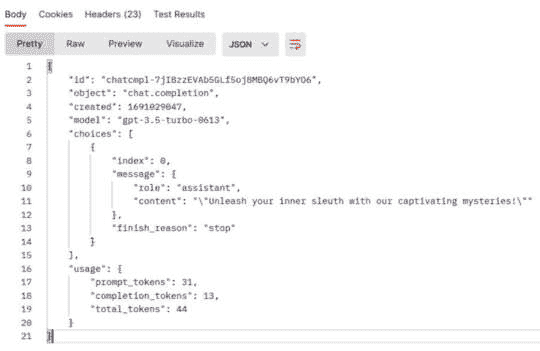 Body Cookies Headers (23) Test Results
Pretty Raw Preview Visualize JSON
1 {
2 "id": "chatcmpl-7jI8zzEVAb5GLf5oj8MBQ6vT9bYO6",
3 "object": "chat.completion",
4 "created": 1691029047,
5 "model": "gpt-3.5-turbo-0613",
6 "choices": [
7 {
8 "index": 0,
9 "message": {
10 "role": "assistant",
11 "content": "\"Unleash your inner sleuth with our captivating mysteries!\""
12 },
13 "finish_reason": "stop"
14 }
15 ],
16 "usage": {
17 "prompt_tokens": 31,
18 "completion_tokens": 13,
19 "total_tokens": 44
20 }
21 }